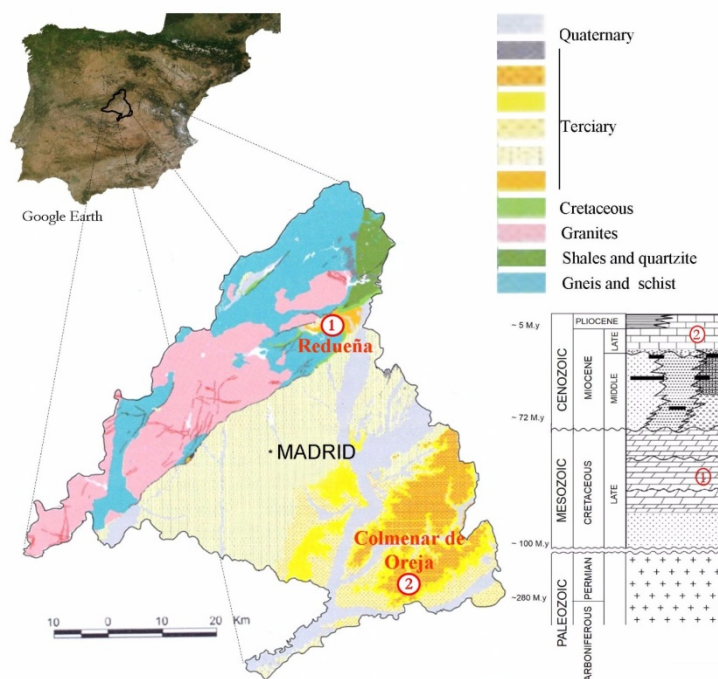 Quaternary
Terciary
Cretaceous
Granites
Shales and quartzite
Gneis and schist
Google Earth
1
Redueña
MADRID
Colmenar de
Oreja
2
10 0 10 20 Km
~ 5 M.y
~ 72 M.y
~ 100 M.y
~280 M.y
CENOZOIC
MIOCENE
PLIOCENE
LATE
MIDDLE
2
MESOZOIC
CRETACEOUS
LATE
1
PALEOZOIC
ARBONIFEROUS
PERMIAN